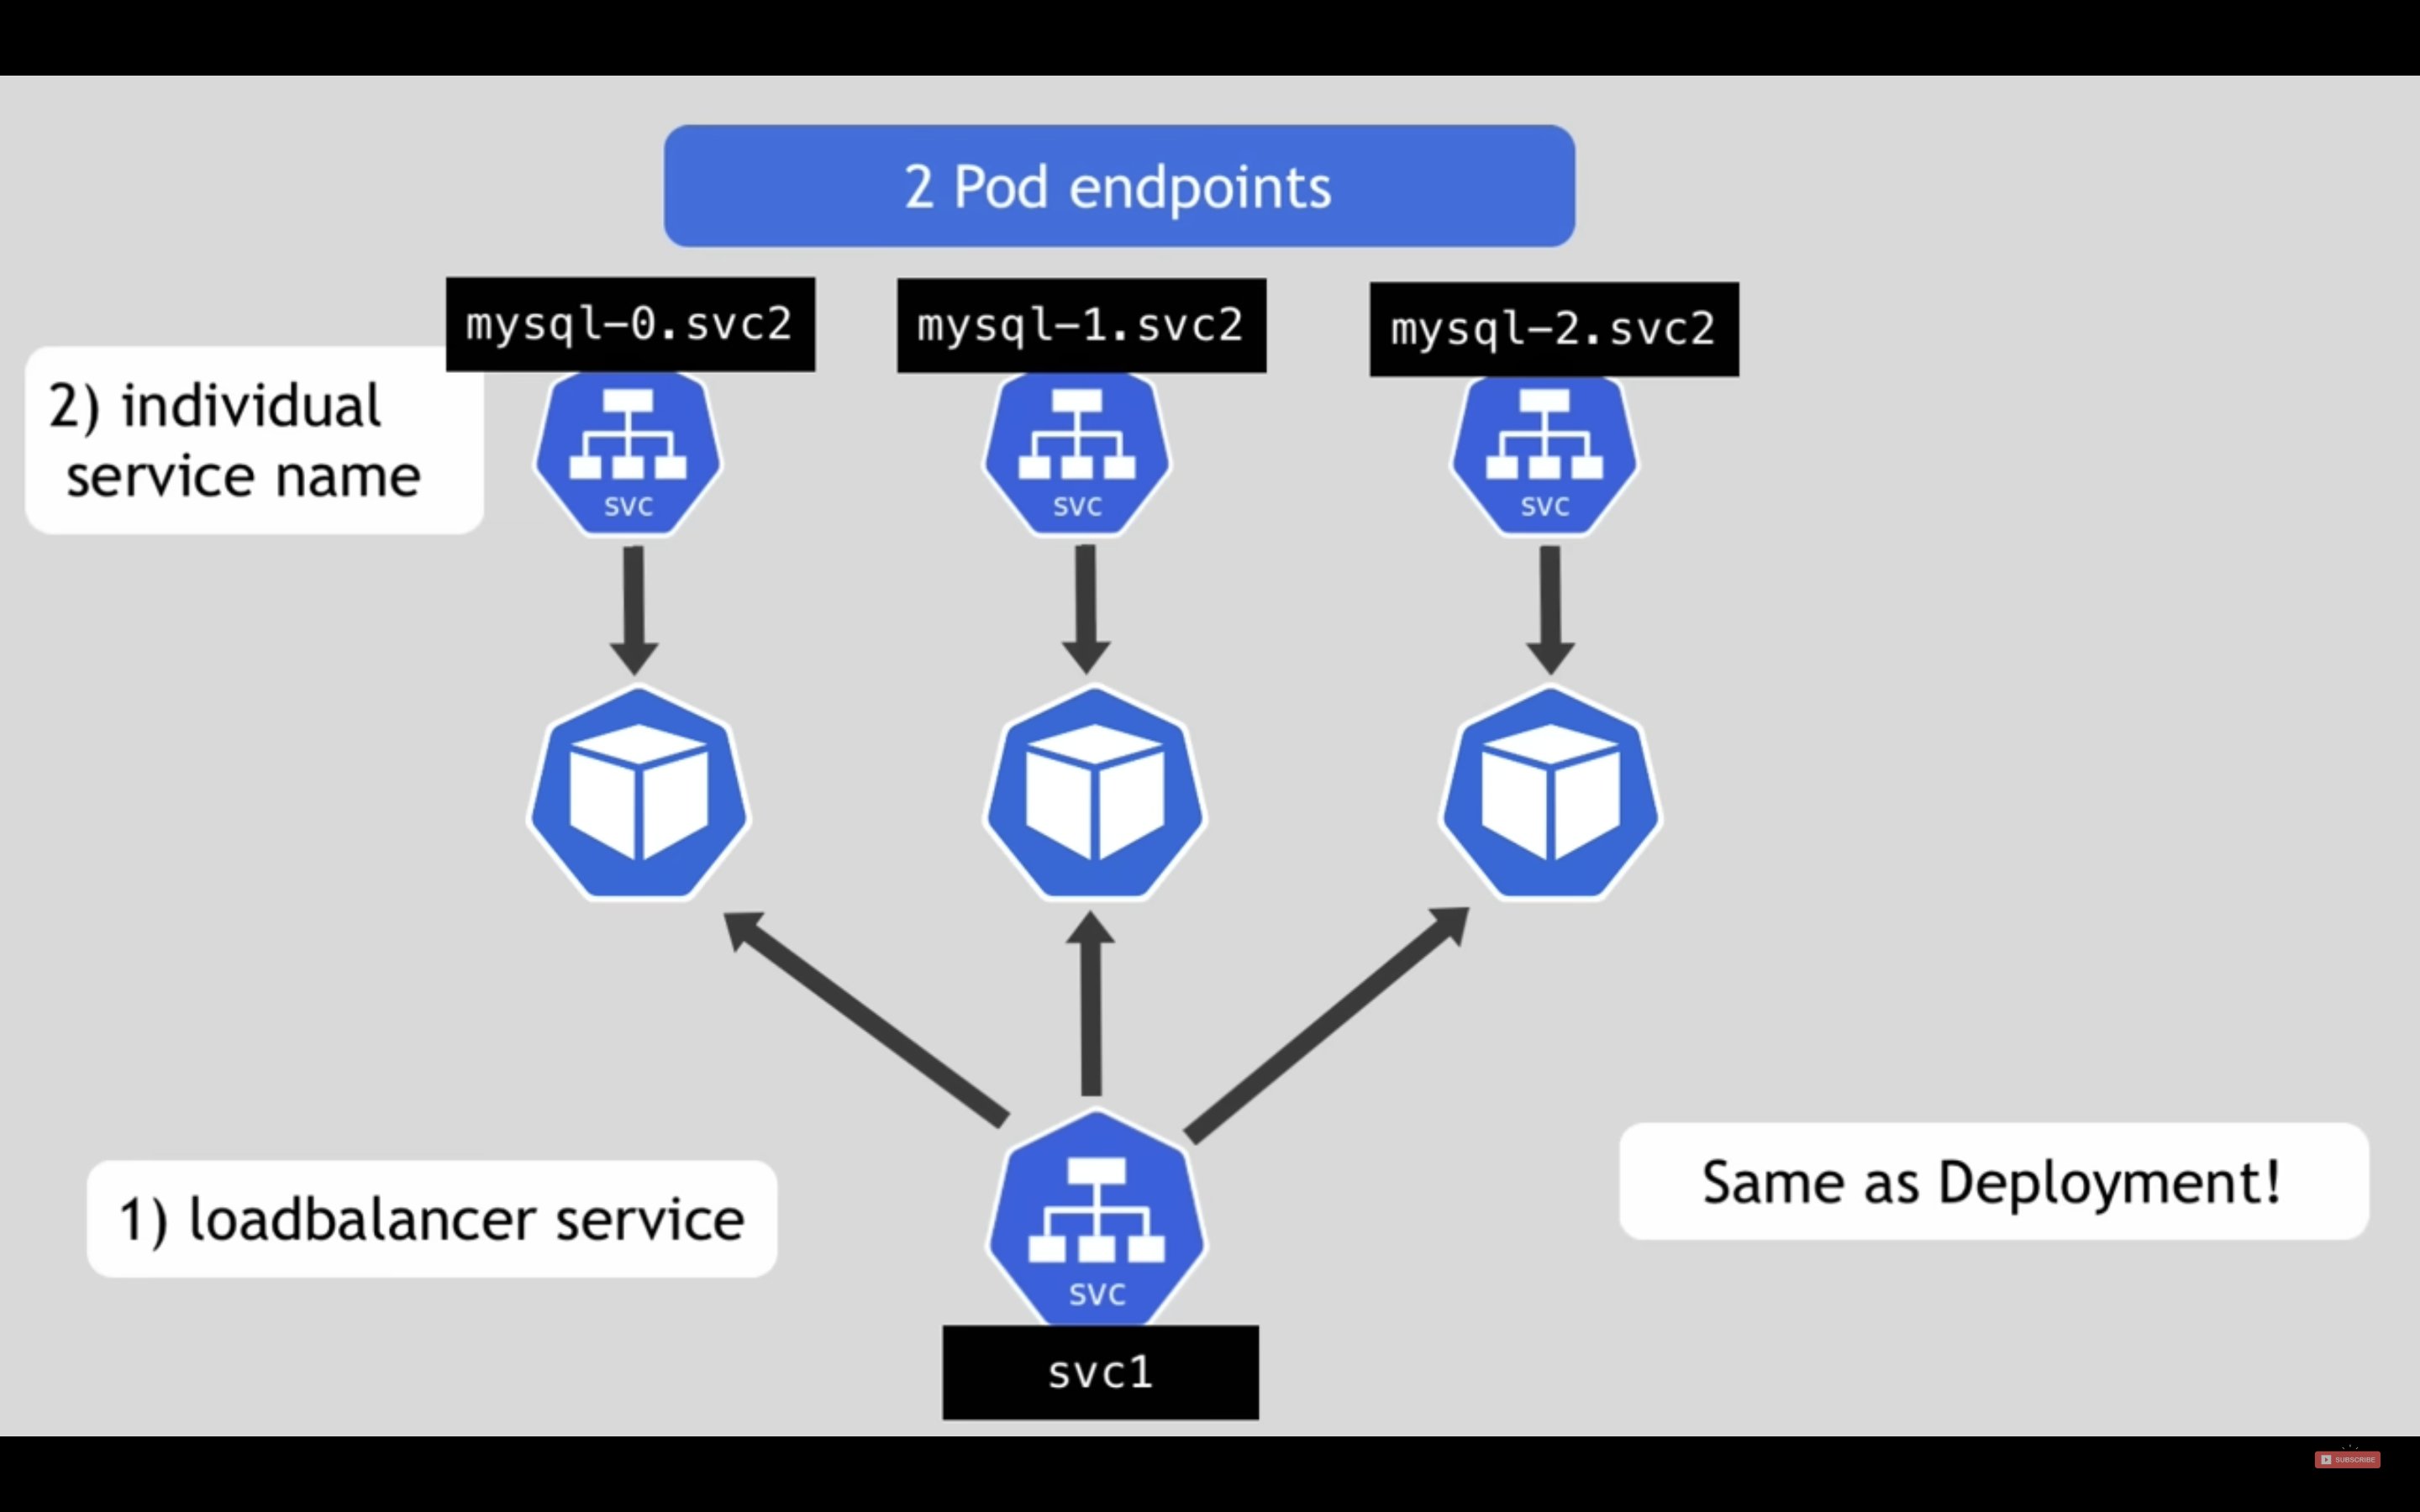 2 Pod endpoints
mysql-0.svc2
mysql-1.svc2
mysql-2.svc2
2) individual
service name
svc
svc
svc
1) loadbalancer service
Same as Deployment!
svc
svc1
SUBSCRIBE